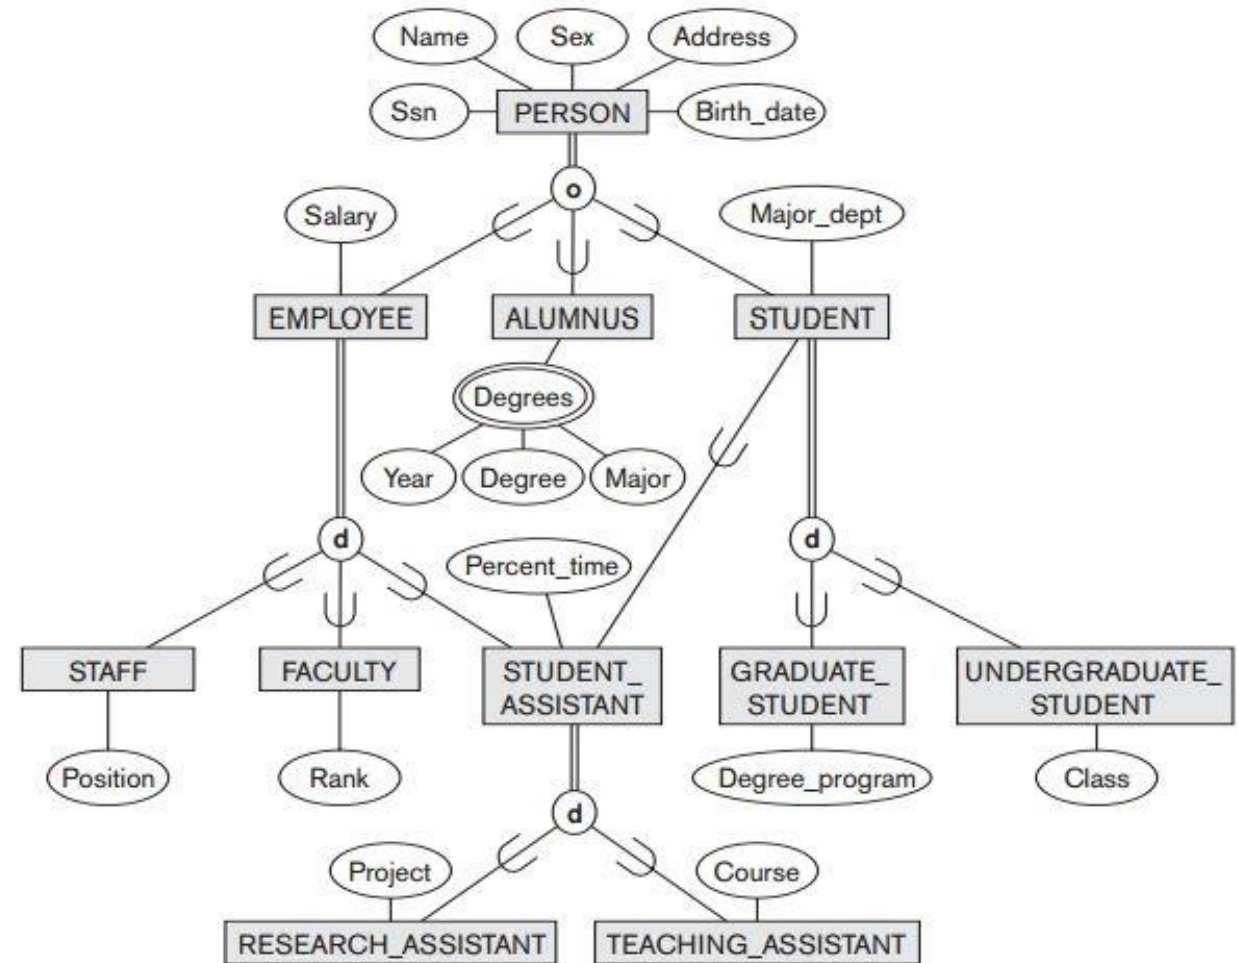 Name
Sex
Address
Ssn
PERSON
Birth_date
o
Salary
Major_dept
EMPLOYEE
ALUMNUS
STUDENT
Degrees
Year
Degree
Major
d
d
Percent_time
STAFF
FACULTY
STUDENT_
ASSISTANT
GRADUATE_
STUDENT
UNDERGRADUATE_
STUDENT
Position
Rank
Degree_program
Class
d
Project
Course
RESEARCH_ASSISTANT
TEACHING_ASSISTANT